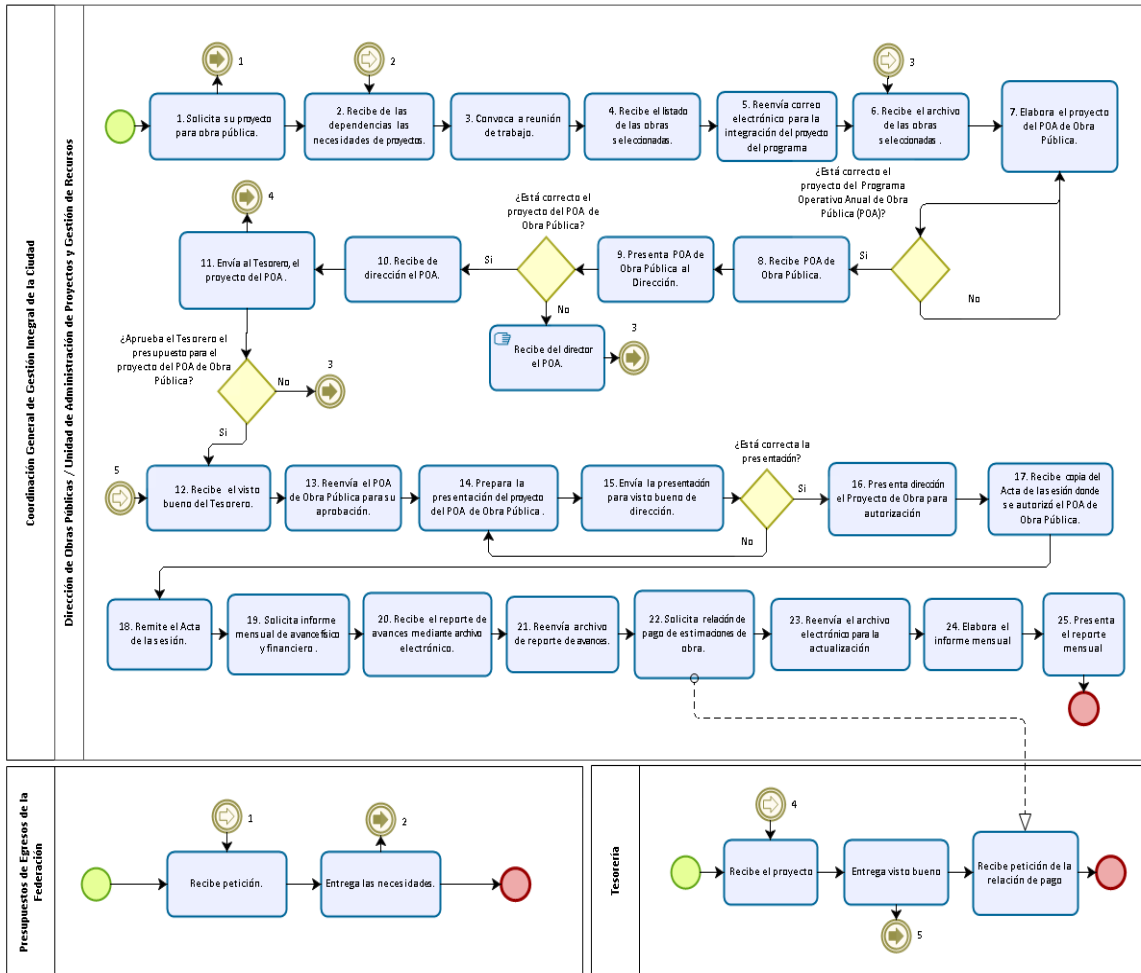 Coordinación General de Gestión Integral de la Ciudad
Dirección de Obras Públicas / Unidad de Administración de Proyectos y Gestión de Recursos
1
2
3
1. Solicita su proyecto
para obra pública.
2. Recibe de las
dependencias las
necesidades de proyectos.
3. Convoca a reunión de
trabajo.
4. Recibe el listado
de las obras
seleccionadas.
5. Reenvía correo
electrónico para la
integración del proyecto
del programa
6. Recibe el archivo
de las obras
seleccionadas .
7. Elabora el proyecto
del POA de Obra
Pública.
¿Está correcto el
proyecto del Programa
Operativo Anual de Obra
Pública (POA)?
Si
No
8. Recibe POA de
Obra Pública.
9. Presenta POA de
Obra Pública al
Dirección.
¿Está correcto el
proyecto del POA de
Obra Pública?
Si
No
Recibe del director
el POA.
3
10. Recibe de
dirección el POA.
4
11. Envía al Tesorero, el
proyecto del POA .
¿Aprueba el Tesorero el
presupuesto para el
proyecto del POA de Obra
Pública?
No
3
Si
5
12. Recibe el visto
bueno del Tesorero.
13. Reenvía el POA
de Obra Pública para su
aprobación.
14. Prepara la
presentación del proyecto
del POA de Obra Pública .
15. Envía la presentación
para visto bueno de
dirección.
¿Está correcta la
presentación?
Si
No
16. Presenta dirección
el Proyecto de Obra para
autorización
17. Recibe copia del
Acta de la sesión donde
se autorizó el POA de
Obra Pública.
18. Remite el Acta
de la sesión.
19. Solicita informe
mensual de avance físico
y financiero .
20. Recibe el reporte de
avances mediante archivo
electrónico.
21. Reenvía archivo
de reporte de avances.
22. Solicita relación de
pago de estimaciones de
obra.
23. Reenvía el archivo
electrónico para la
actualización
24. Elabora el
informe mensual
25. Presenta
el reporte
mensual
Presupuestos de Egresos de la
Federación
1
2
Recibe petición.
Entrega las necesidades.
Tesorería
4
Recibe el proyecto
Entrega visto bueno
5
Recibe petición de la
relación de pago